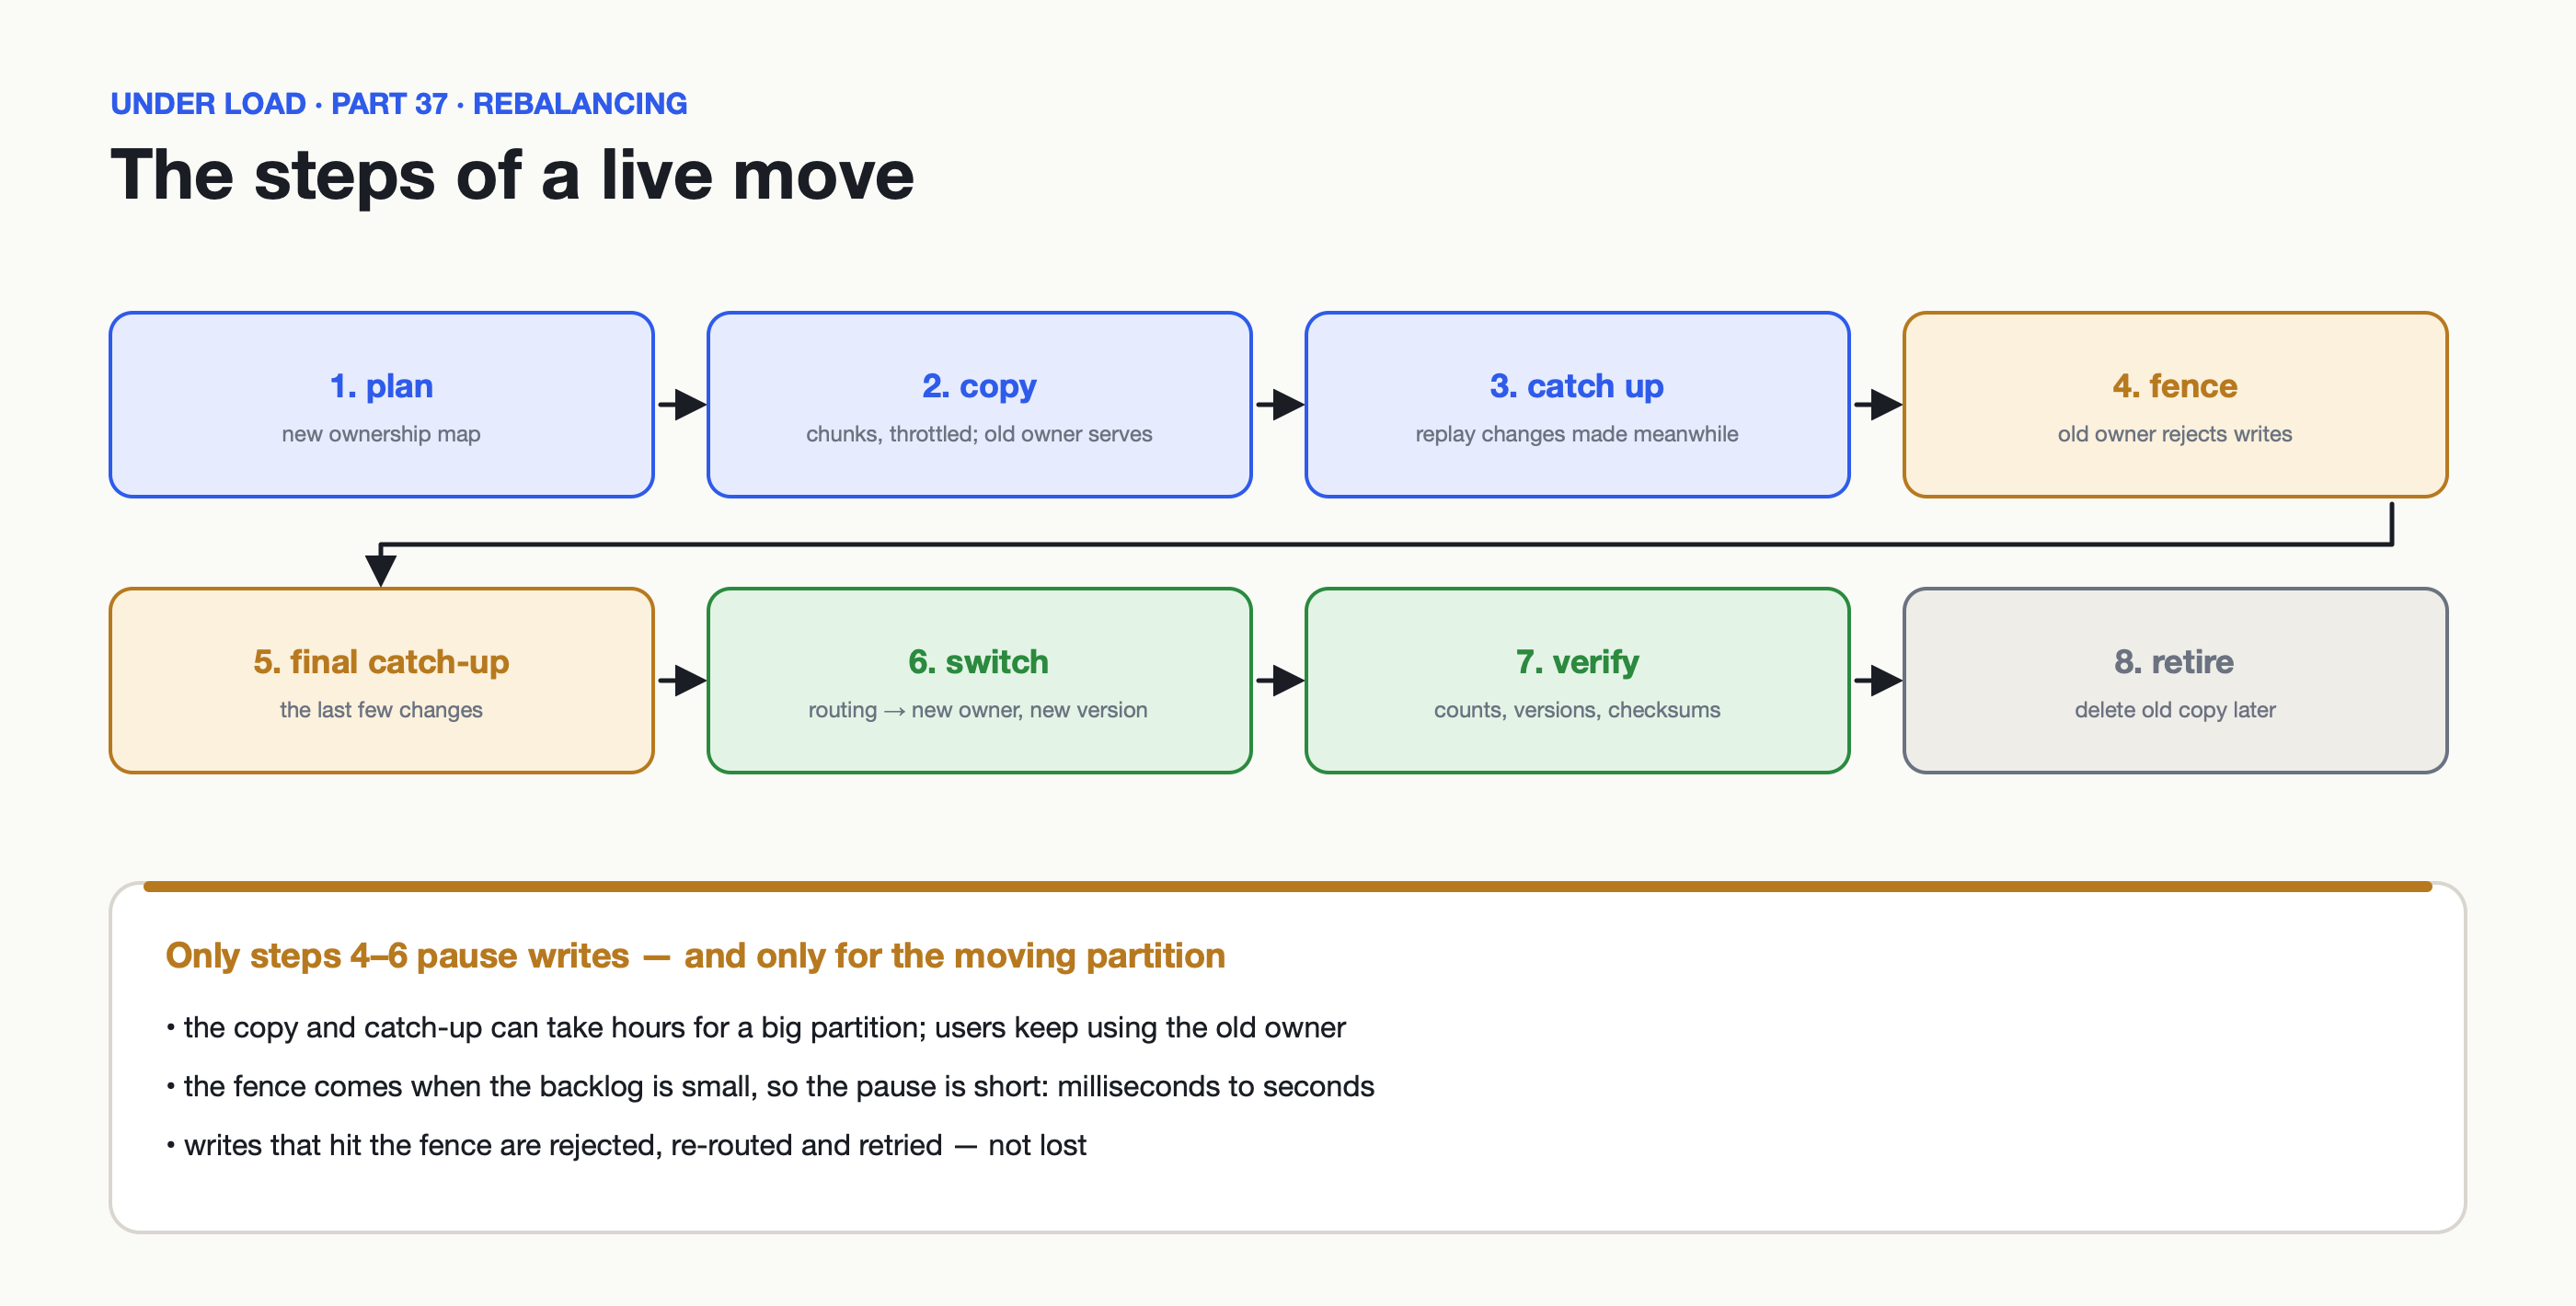 UNDER LOAD · PART 37 · REBALANCING
The steps of a live move
1. plan
new ownership map
2. copy
chunks, throttled; old owner serves
3. catch up
replay changes made meanwhile
4. fence
old owner rejects writes
5. final catch-up
the last few changes
6. switch
routing → new owner, new version
7. verify
counts, versions, checksums
8. retire
delete old copy later
Only steps 4–6 pause writes — and only for the moving partition
• the copy and catch-up can take hours for a big partition; users keep using the old owner
• the fence comes when the backlog is small, so the pause is short: milliseconds to seconds
• writes that hit the fence are rejected, re-routed and retried — not lost